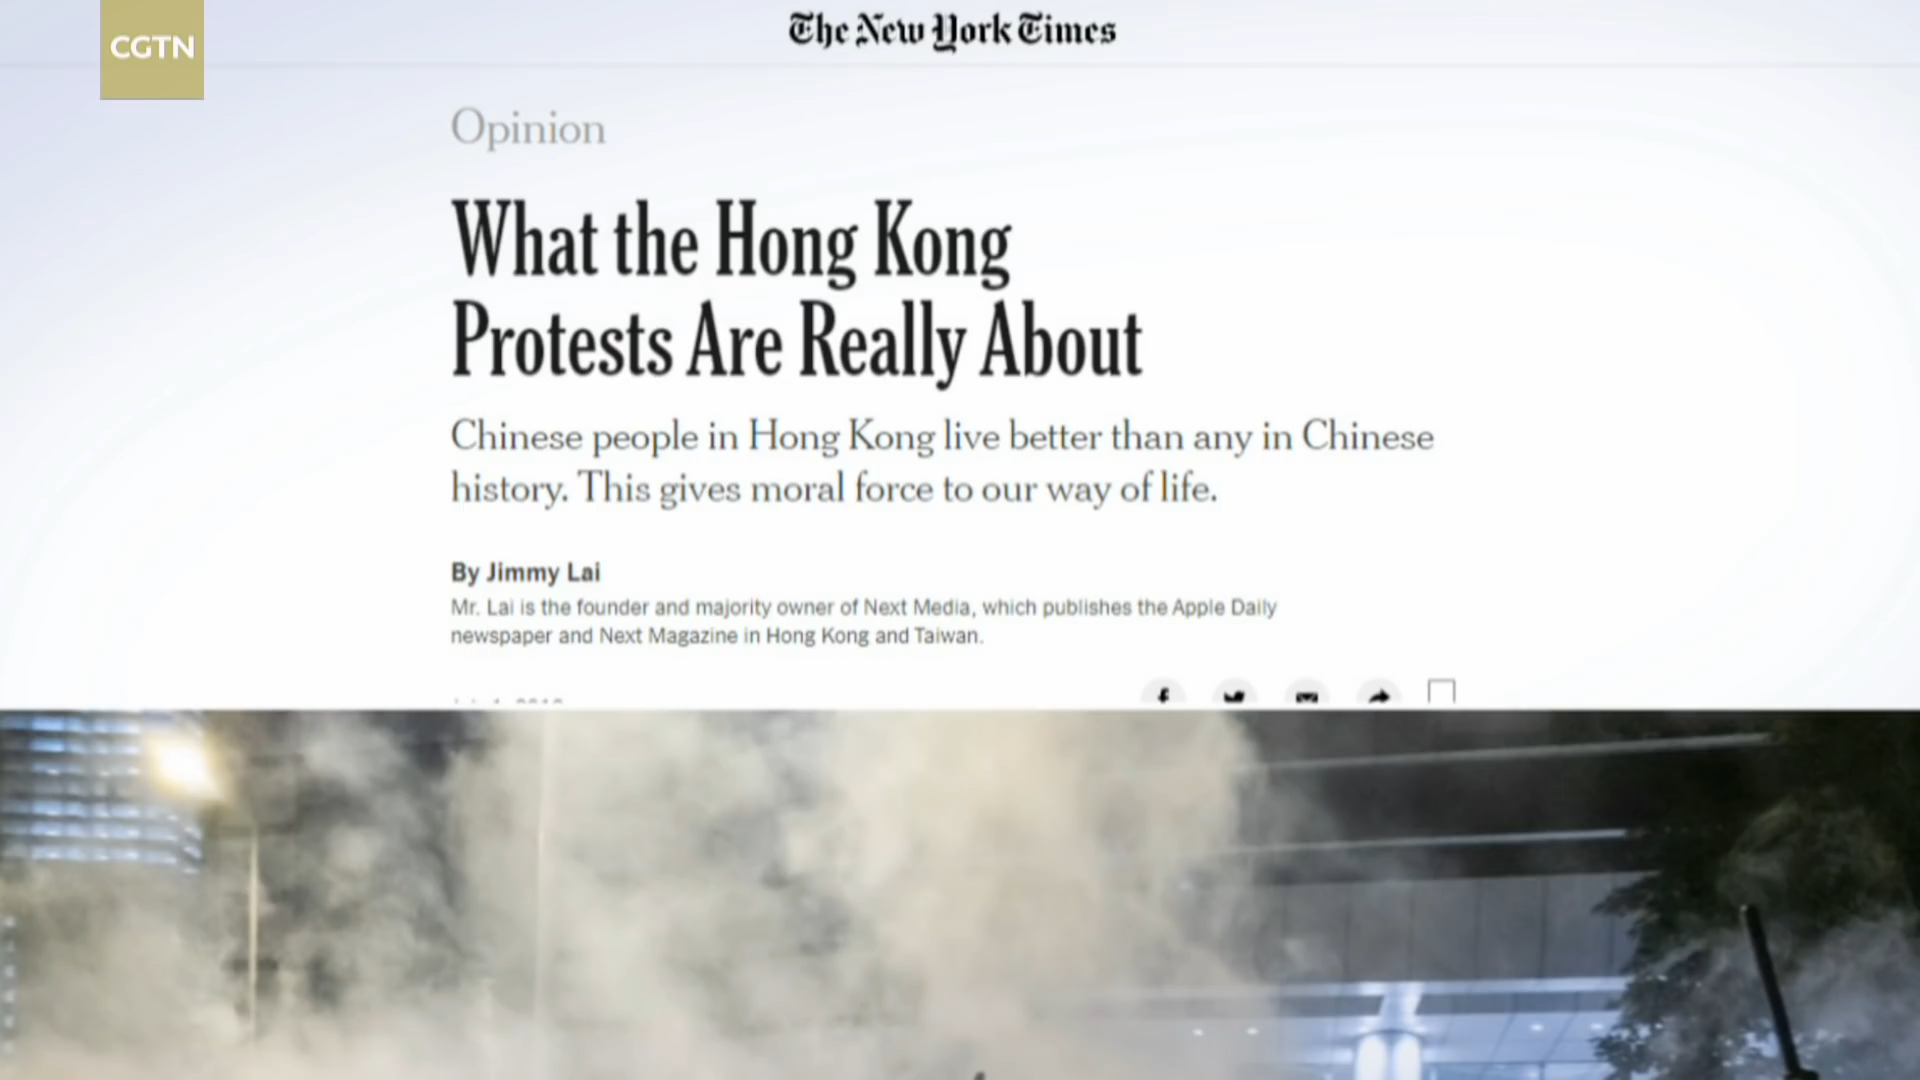 CGTN
The New York Times
Opinion
What the Hong Kong
Protests Are Really About
Chinese people in Hong Kong live better than any in Chinese
history. This gives moral force to our way of life.
By Jimmy Lai
Mr. Lai is the founder and majority owner of Next Media, which publishes the Apple Daily
newspaper and Next Magazine in Hong Kong and Taiwan.